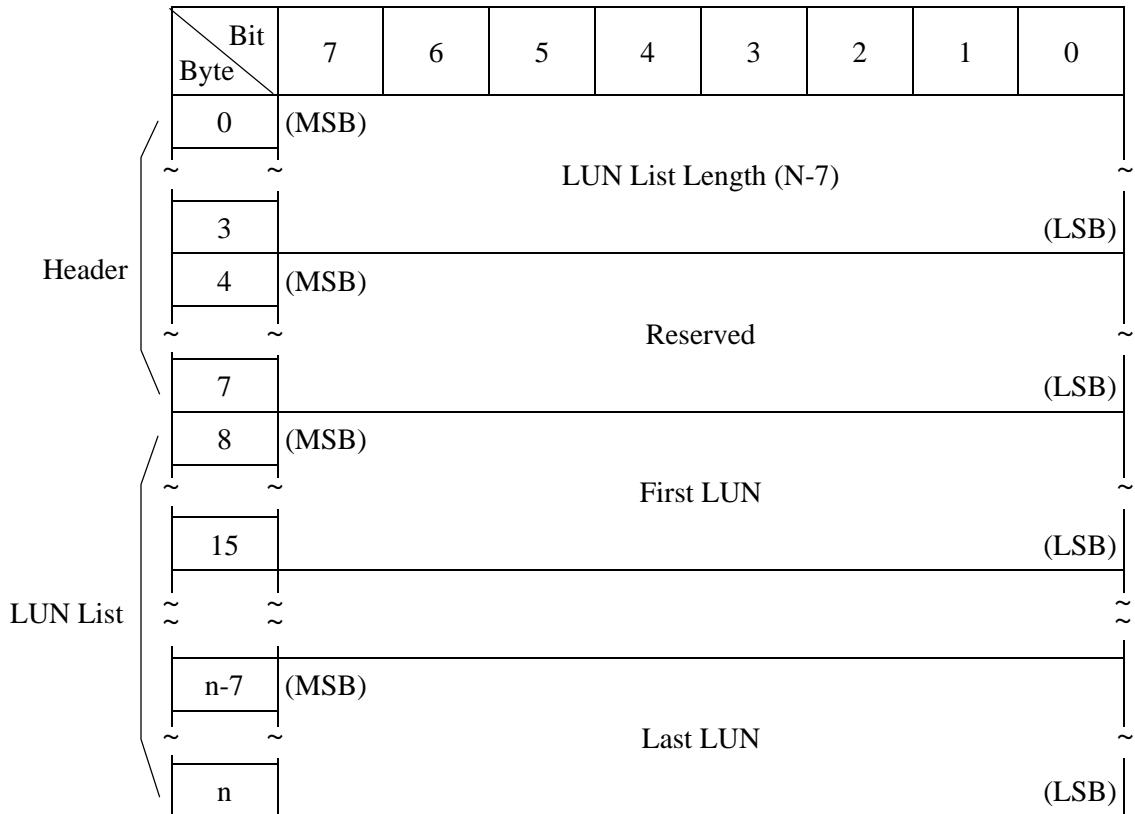 Bit
Byte
7 6 5 4 3 2 1 0
0 (MSB)
~ ~ LUN List Length (N-7) ~
3 (LSB)
Header
4 (MSB)
~ ~ Reserved ~
7 (LSB)
8 (MSB)
~ ~ First LUN ~
15 (LSB)
LUN List
~ ~ ~
~ ~ ~
n-7 (MSB)
~ ~ Last LUN ~
n (LSB)